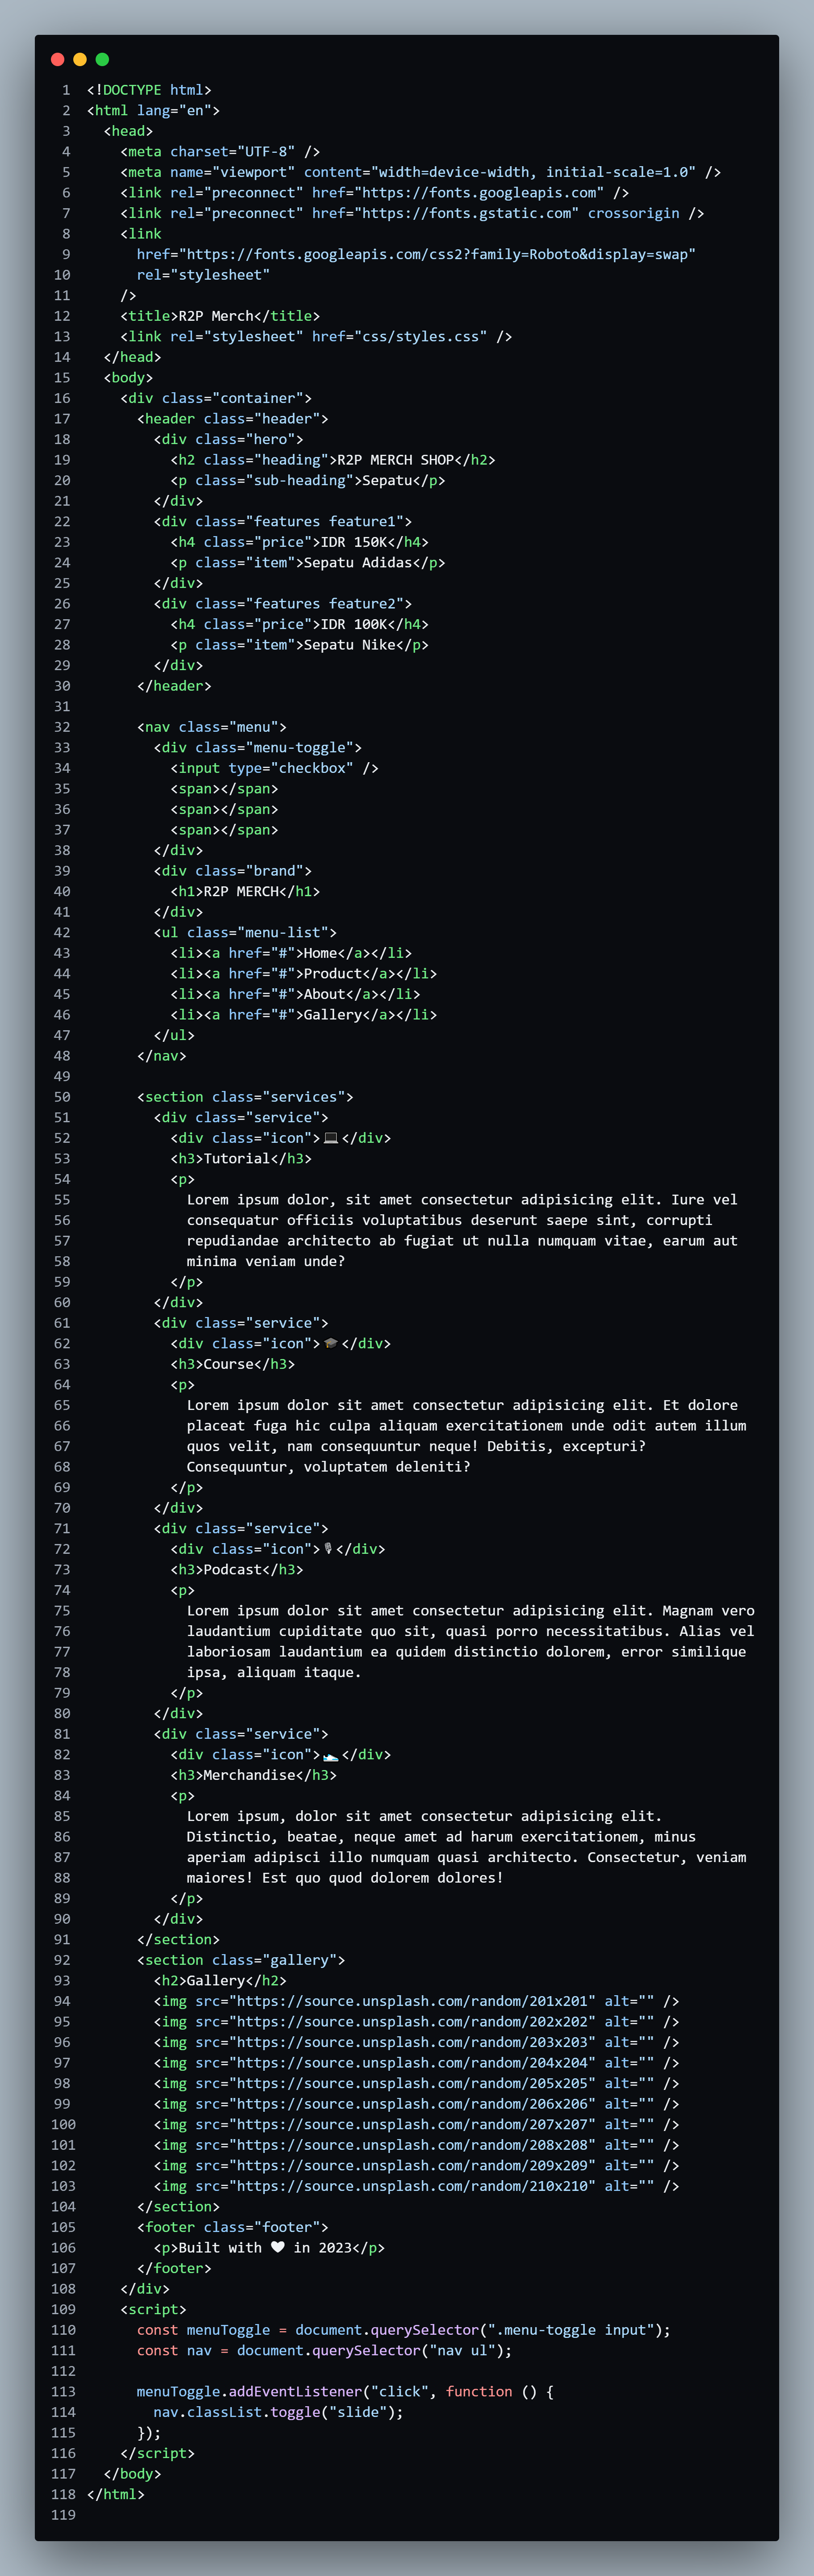 1 <!DOCTYPE html>
2 <html lang="en">
3   <head>
4     <meta charset="UTF-8" />
5     <meta name="viewport" content="width=device-width, initial-scale=1.0" />
6     <link rel="preconnect" href="https://fonts.googleapis.com" />
7     <link rel="preconnect" href="https://fonts.gstatic.com" crossorigin />
8     <link
9       href="https://fonts.googleapis.com/css2?family=Roboto&display=swap"
10       rel="stylesheet"
11     />
12     <title>R2P Merch</title>
13     <link rel="stylesheet" href="css/styles.css" />
14   </head>
15   <body>
16     <div class="container">
17       <header class="header">
18         <div class="hero">
19           <h2 class="heading">R2P MERCH SHOP</h2>
20           <p class="sub-heading">Sepatu</p>
21         </div>
22         <div class="features feature1">
23           <h4 class="price">IDR 150K</h4>
24           <p class="item">Sepatu Adidas</p>
25         </div>
26         <div class="features feature2">
27           <h4 class="price">IDR 100K</h4>
28           <p class="item">Sepatu Nike</p>
29         </div>
30       </header>
31
32       <nav class="menu">
33         <div class="menu-toggle">
34           <input type="checkbox" />
35           <span></span>
36           <span></span>
37           <span></span>
38         </div>
39         <div class="brand">
40           <h1>R2P MERCH</h1>
41         </div>
42         <ul class="menu-list">
43           <li><a href="#">Home</a></li>
44           <li><a href="#">Product</a></li>
45           <li><a href="#">About</a></li>
46           <li><a href="#">Gallery</a></li>
47         </ul>
48       </nav>
49
50       <section class="services">
51         <div class="service">
52           <div class="icon">💻</div>
53           <h3>Tutorial</h3>
54           <p>
55             Lorem ipsum dolor, sit amet consectetur adipisicing elit. Iure vel
56             consequatur officiis voluptatibus deserunt saepe sint, corrupti
57             repudiandae architecto ab fugiat ut nulla numquam vitae, earum aut
58             minima veniam unde?
59           </p>
60         </div>
61         <div class="service">
62           <div class="icon">🎓</div>
63           <h3>Course</h3>
64           <p>
65             Lorem ipsum dolor sit amet consectetur adipisicing elit. Et dolore
66             placeat fuga hic culpa aliquam exercitationem unde odit autem illum
67             quos velit, nam consequuntur neque! Debitis, excepturi?
68             Consequuntur, voluptatem deleniti?
69           </p>
70         </div>
71         <div class="service">
72           <div class="icon">🎙</div>
73           <h3>Podcast</h3>
74           <p>
75             Lorem ipsum dolor sit amet consectetur adipisicing elit. Magnam vero
76             laudantium cupiditate quo sit, quasi porro necessitatibus. Alias vel
77             laboriosam laudantium ea quidem distinctio dolorem, error similique
78             ipsa, aliquam itaque.
79           </p>
80         </div>
81         <div class="service">
82           <div class="icon">👟</div>
83           <h3>Merchandise</h3>
84           <p>
85             Lorem ipsum, dolor sit amet consectetur adipisicing elit.
86             Distinctio, beatae, neque amet ad harum exercitationem, minus
87             aperiam adipisci illo numquam quasi architecto. Consectetur, veniam
88             maiores! Est quo quod dolorem dolores!
89           </p>
90         </div>
91       </section>
92       <section class="gallery">
93         <h2>Gallery</h2>
94         <img src="https://source.unsplash.com/random/201x201" alt="" />
95         <img src="https://source.unsplash.com/random/202x202" alt="" />
96         <img src="https://source.unsplash.com/random/203x203" alt="" />
97         <img src="https://source.unsplash.com/random/204x204" alt="" />
98         <img src="https://source.unsplash.com/random/205x205" alt="" />
99         <img src="https://source.unsplash.com/random/206x206" alt="" />
100         <img src="https://source.unsplash.com/random/207x207" alt="" />
101         <img src="https://source.unsplash.com/random/208x208" alt="" />
102         <img src="https://source.unsplash.com/random/209x209" alt="" />
103         <img src="https://source.unsplash.com/random/210x210" alt="" />
104       </section>
105       <footer class="footer">
106         <p>Built with 🤍 in 2023</p>
107       </footer>
108     </div>
109     <script>
110       const menuToggle = document.querySelector(".menu-toggle input");
111       const nav = document.querySelector("nav ul");
112
113       menuToggle.addEventListener("click", function () {
114         nav.classList.toggle("slide");
115       });
116     </script>
117   </body>
118 </html>
119